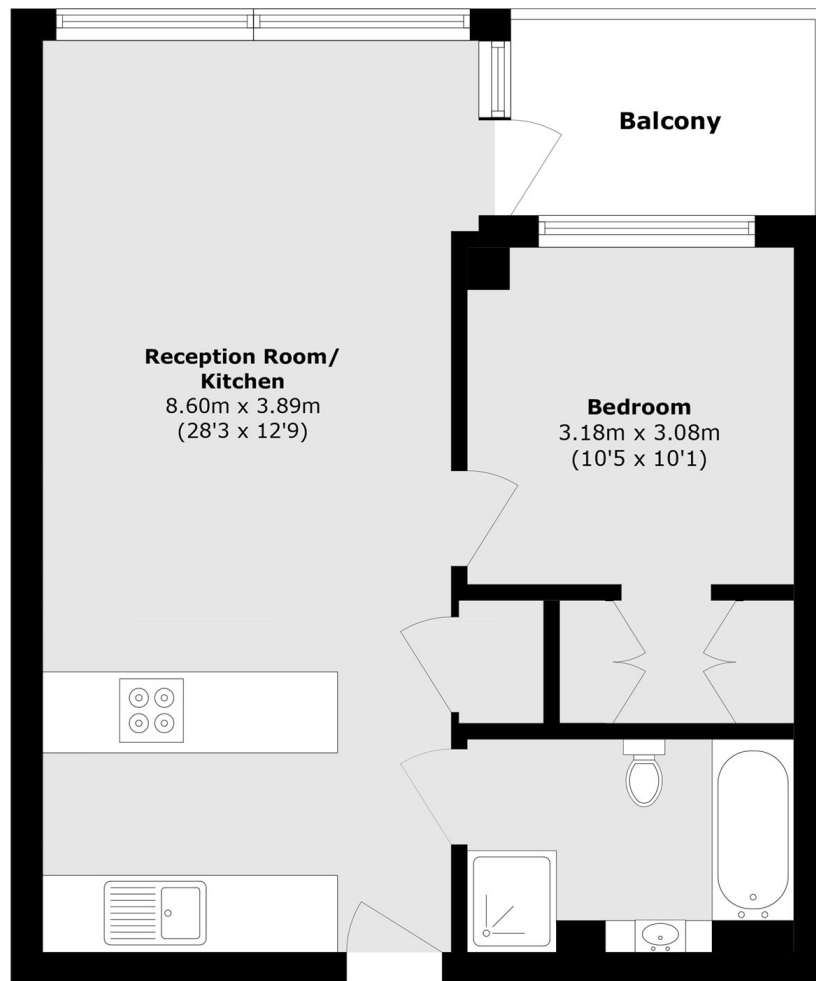 Balcony
Reception Room/
Kitchen
8.60m x 3.89m
(28'3 x 12'9)
Bedroom
3.18m x 3.08m
(10'5 x 10'1)